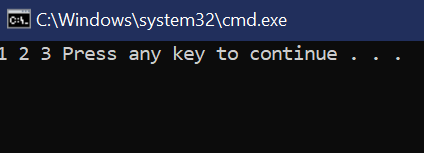 C:\Windows\system32\cmd.exe
1 2 3 Press any key to continue . . .